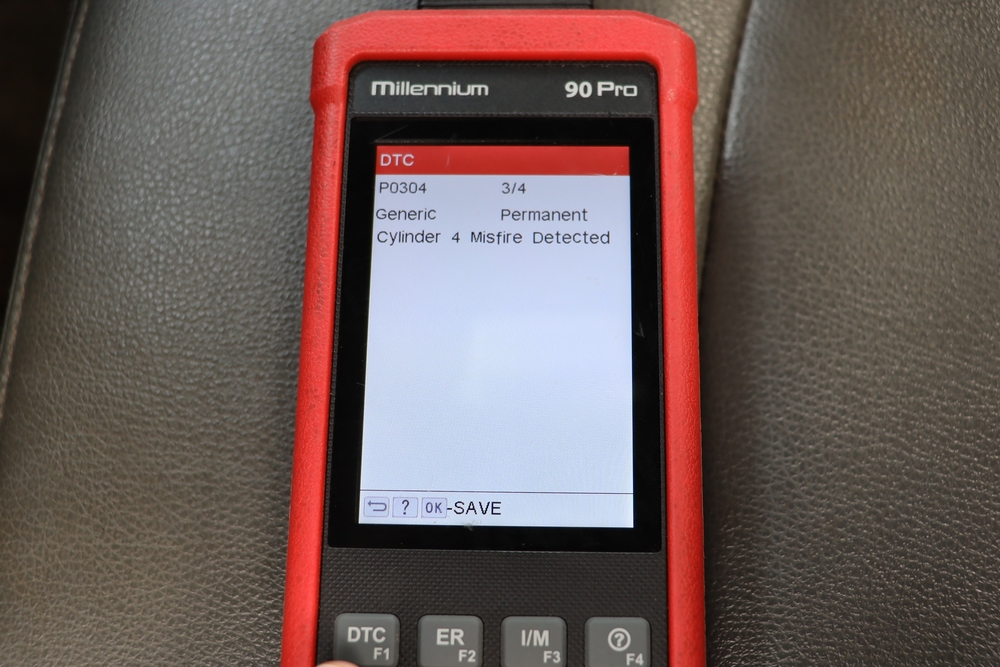 Millennium 90 Pro
DTC
P0304 3/4
Generic Permanent
Cylinder 4 Misfire Detected
? OK-SAVE
DTC F1 ER F2 I/M F3 ? F4